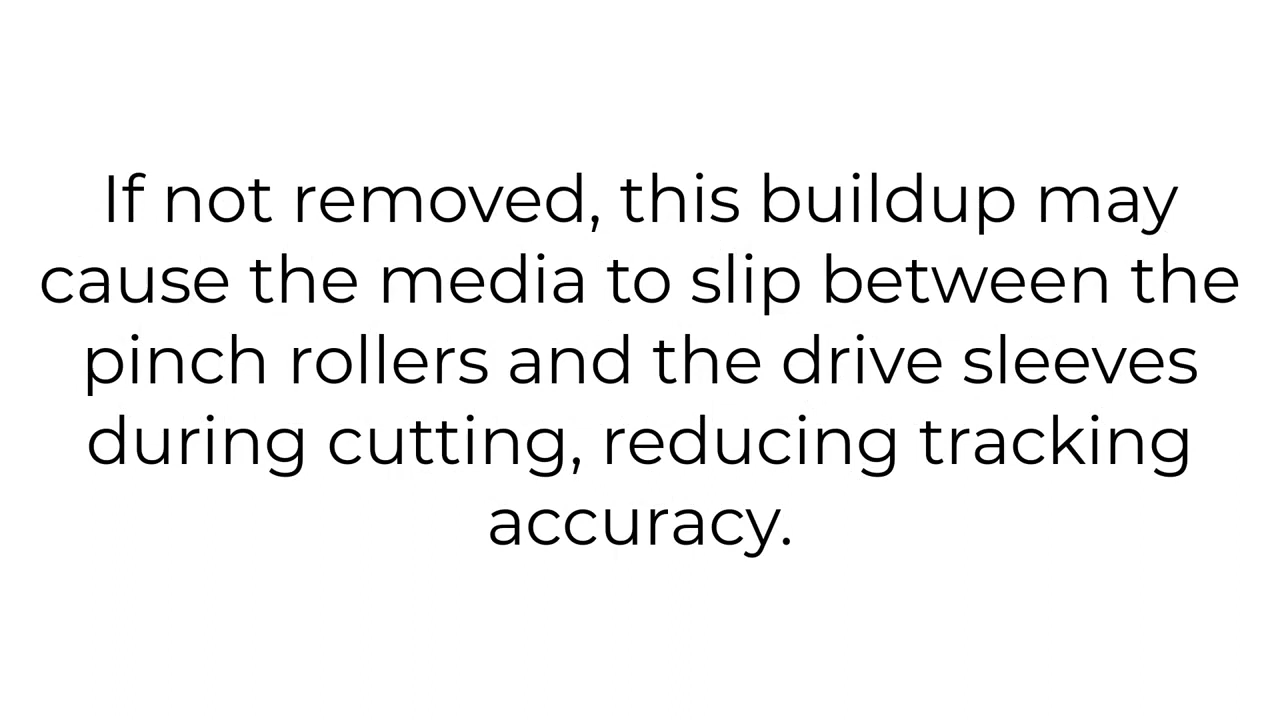 If not removed, this buildup may
cause the media to slip between the
pinch rollers and the drive sleeves
during cutting, reducing tracking
accuracy.